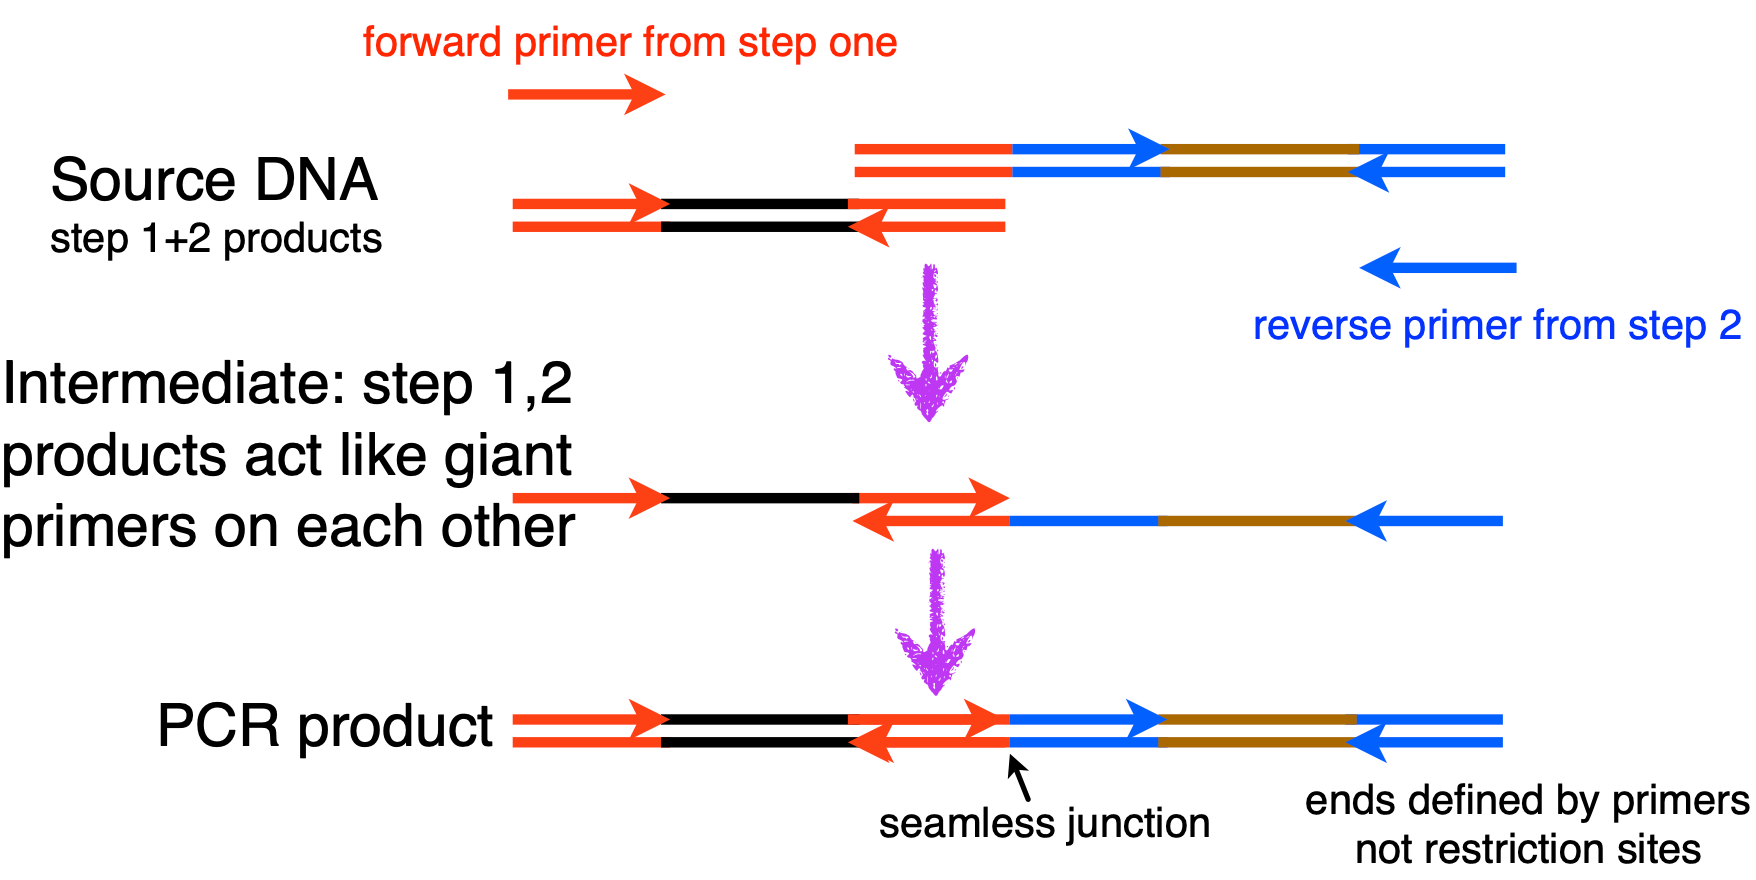 forward primer from step one
Source DNA
step 1+2 products
reverse primer from step 2
Intermediate: step 1,2
products act like giant
primers on each other
PCR product
seamless junction
ends defined by primers
not restriction sites